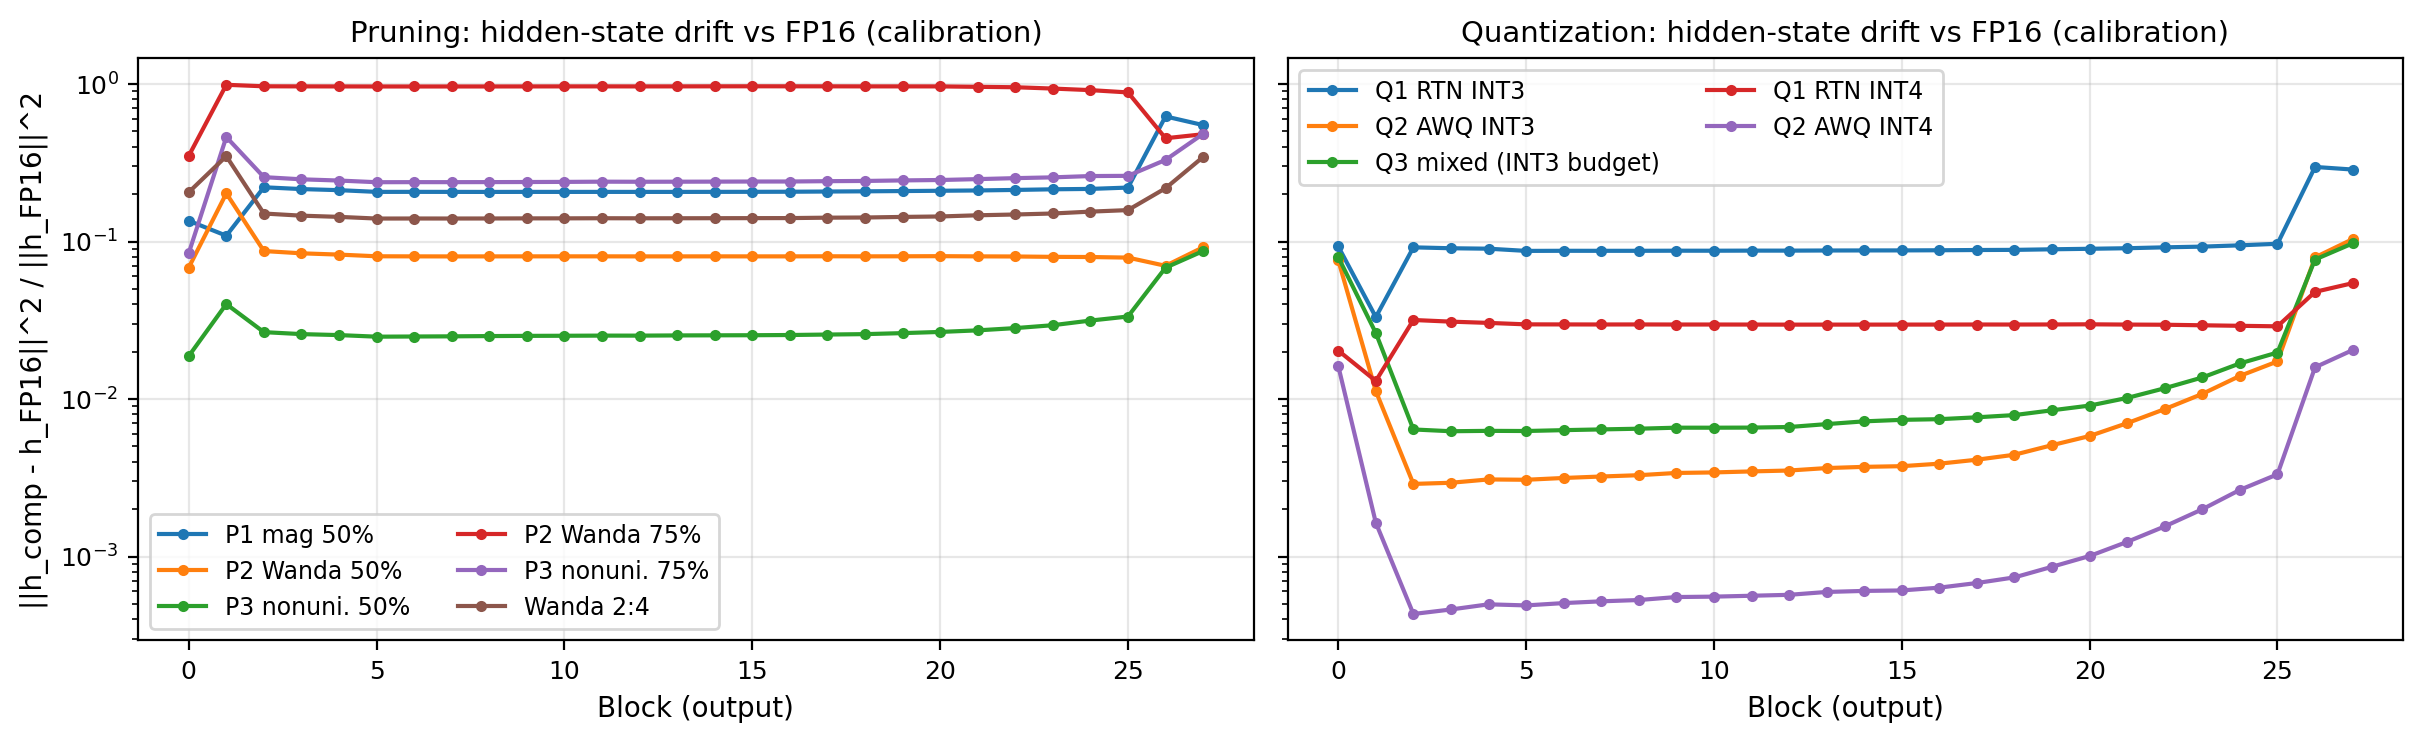 Pruning: hidden-state drift vs FP16 (calibration)
||h_comp - h_FP16||^2 / ||h_FP16||^2
10^0
10^-1
10^-2
10^-3
P1 mag 50%
P2 Wanda 50%
P3 nonuni. 50%
P2 Wanda 75%
P3 nonuni. 75%
Wanda 2:4
0 5 10 15 20 25
Block (output)
Quantization: hidden-state drift vs FP16 (calibration)
Q1 RTN INT3
Q2 AWQ INT3
Q3 mixed (INT3 budget)
Q1 RTN INT4
Q2 AWQ INT4
0 5 10 15 20 25
Block (output)